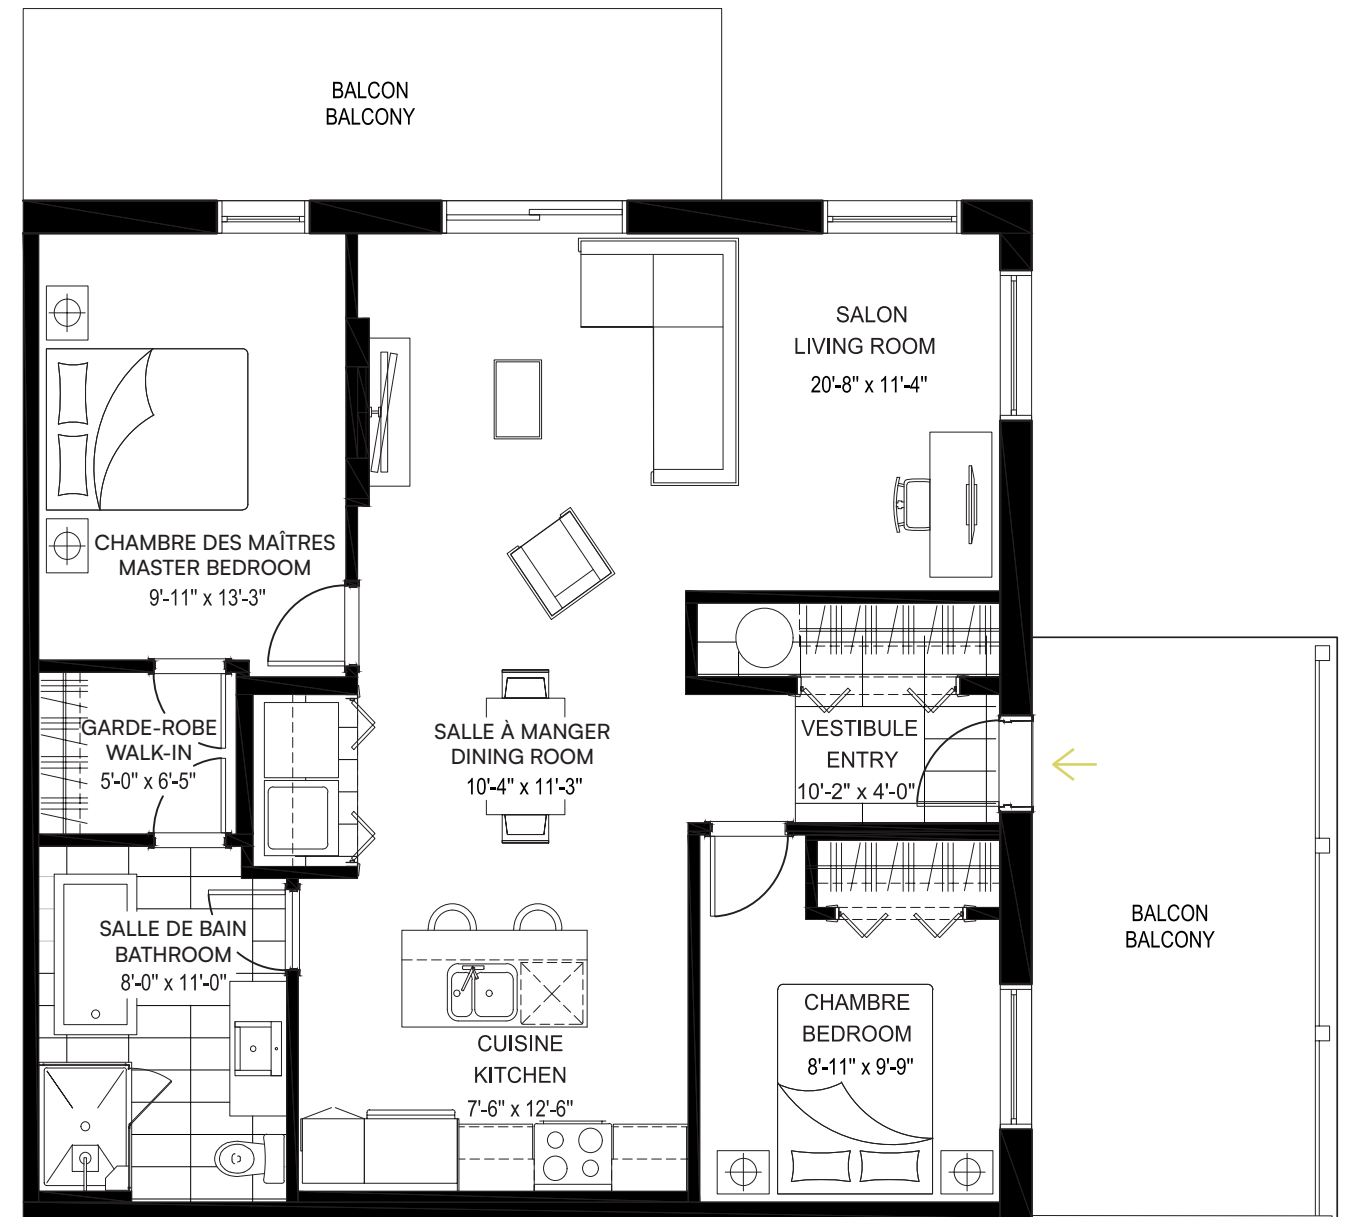 BALCON
BALCONY
SALON
LIVING ROOM
20'-8" x 11'-4"
CHAMBRE DES MAÎTRES
MASTER BEDROOM
9'-11" x 13'-3"
GARDE-ROBE
WALK-IN
5'-0" x 6'-5"
SALLE À MANGER
DINING ROOM
10'-4" x 11'-3"
VESTIBULE
ENTRY
10'-2" x 4'-0"
SALLE DE BAIN
BATHROOM
8'-0" x 11'-0"
BALCON
BALCONY
CUISINE
KITCHEN
7'-6" x 12'-6"
CHAMBRE
BEDROOM
8'-11" x 9'-9"